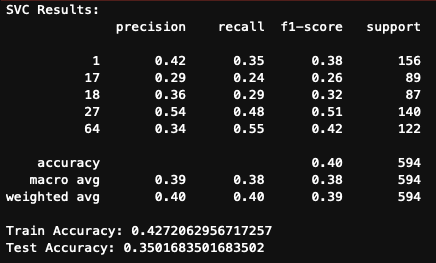 SVC Results:
precision recall f1-score support
1 0.42 0.35 0.38 156
17 0.29 0.24 0.26 89
18 0.36 0.29 0.32 87
27 0.54 0.48 0.51 140
64 0.34 0.55 0.42 122
accuracy 0.40 594
macro avg 0.39 0.38 0.38 594
weighted avg 0.40 0.40 0.39 594
Train Accuracy: 0.4272062956717257
Test Accuracy: 0.3501683501683502